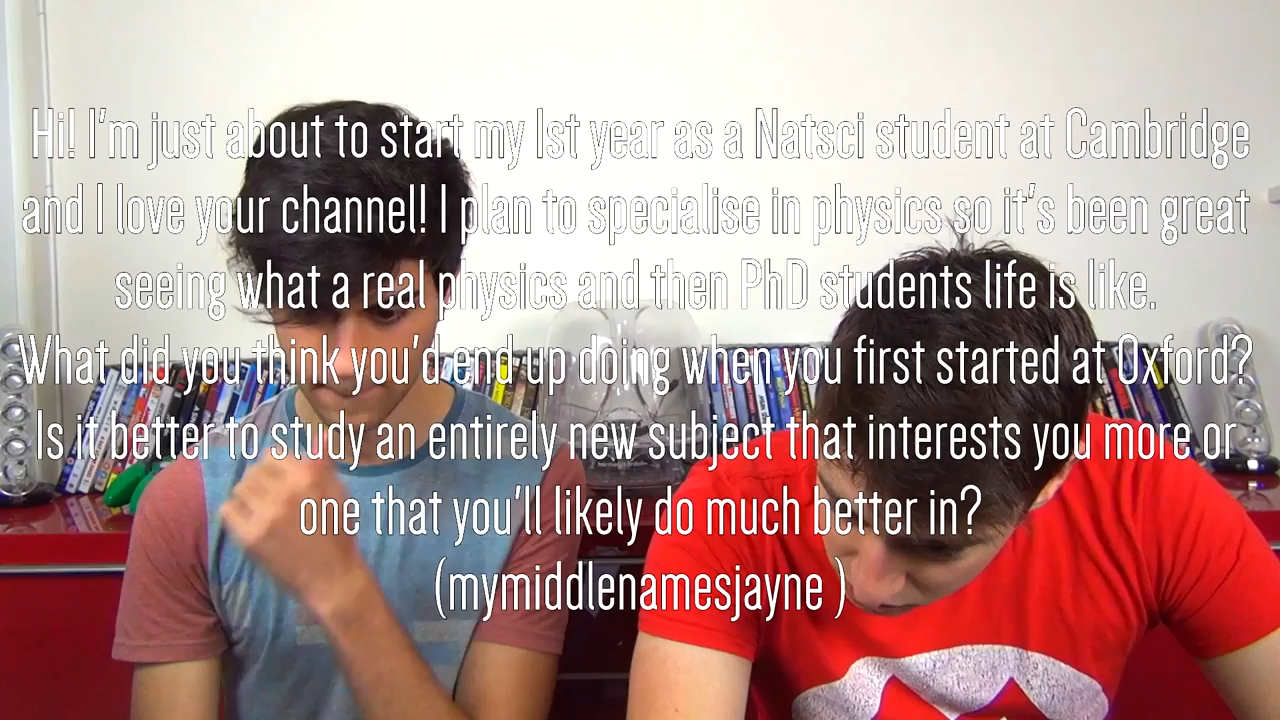 Hi! I'm just about to start my 1st year as a Natsci student at Cambridge
and I love your channel! I plan to specialise in physics so it's been great
seeing what a real physics and then PhD students life is like.
What did you think you'd end up doing when you first started at Oxford?
Is it better to study an entirely new subject that interests you more or
one that you'll likely do much better in?
(mymiddlenamesjayne )
harman/kardon